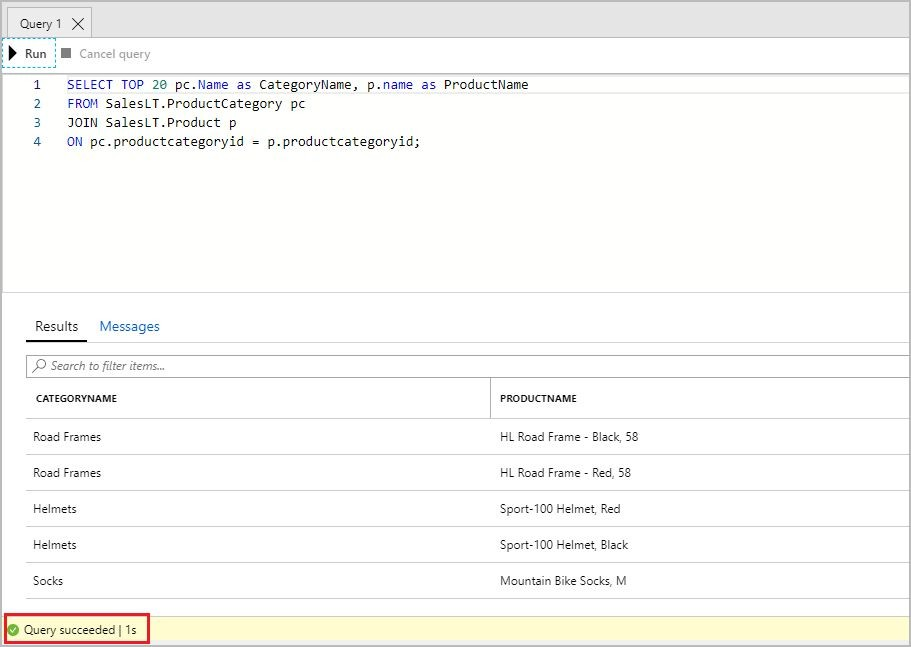 Query 1
Run Cancel query
1 SELECT TOP 20 pc.Name as CategoryName, p.name as ProductName
2 FROM SalesLT.ProductCategory pc
3 JOIN SalesLT.Product p
4 ON pc.productcategoryid = p.productcategoryid;
Results Messages
Search to filter items...
CATEGORYNAME PRODUCTNAME
Road Frames HL Road Frame - Black, 58
Road Frames HL Road Frame - Red, 58
Helmets Sport-100 Helmet, Red
Helmets Sport-100 Helmet, Black
Socks Mountain Bike Socks, M
Query succeeded | 1s